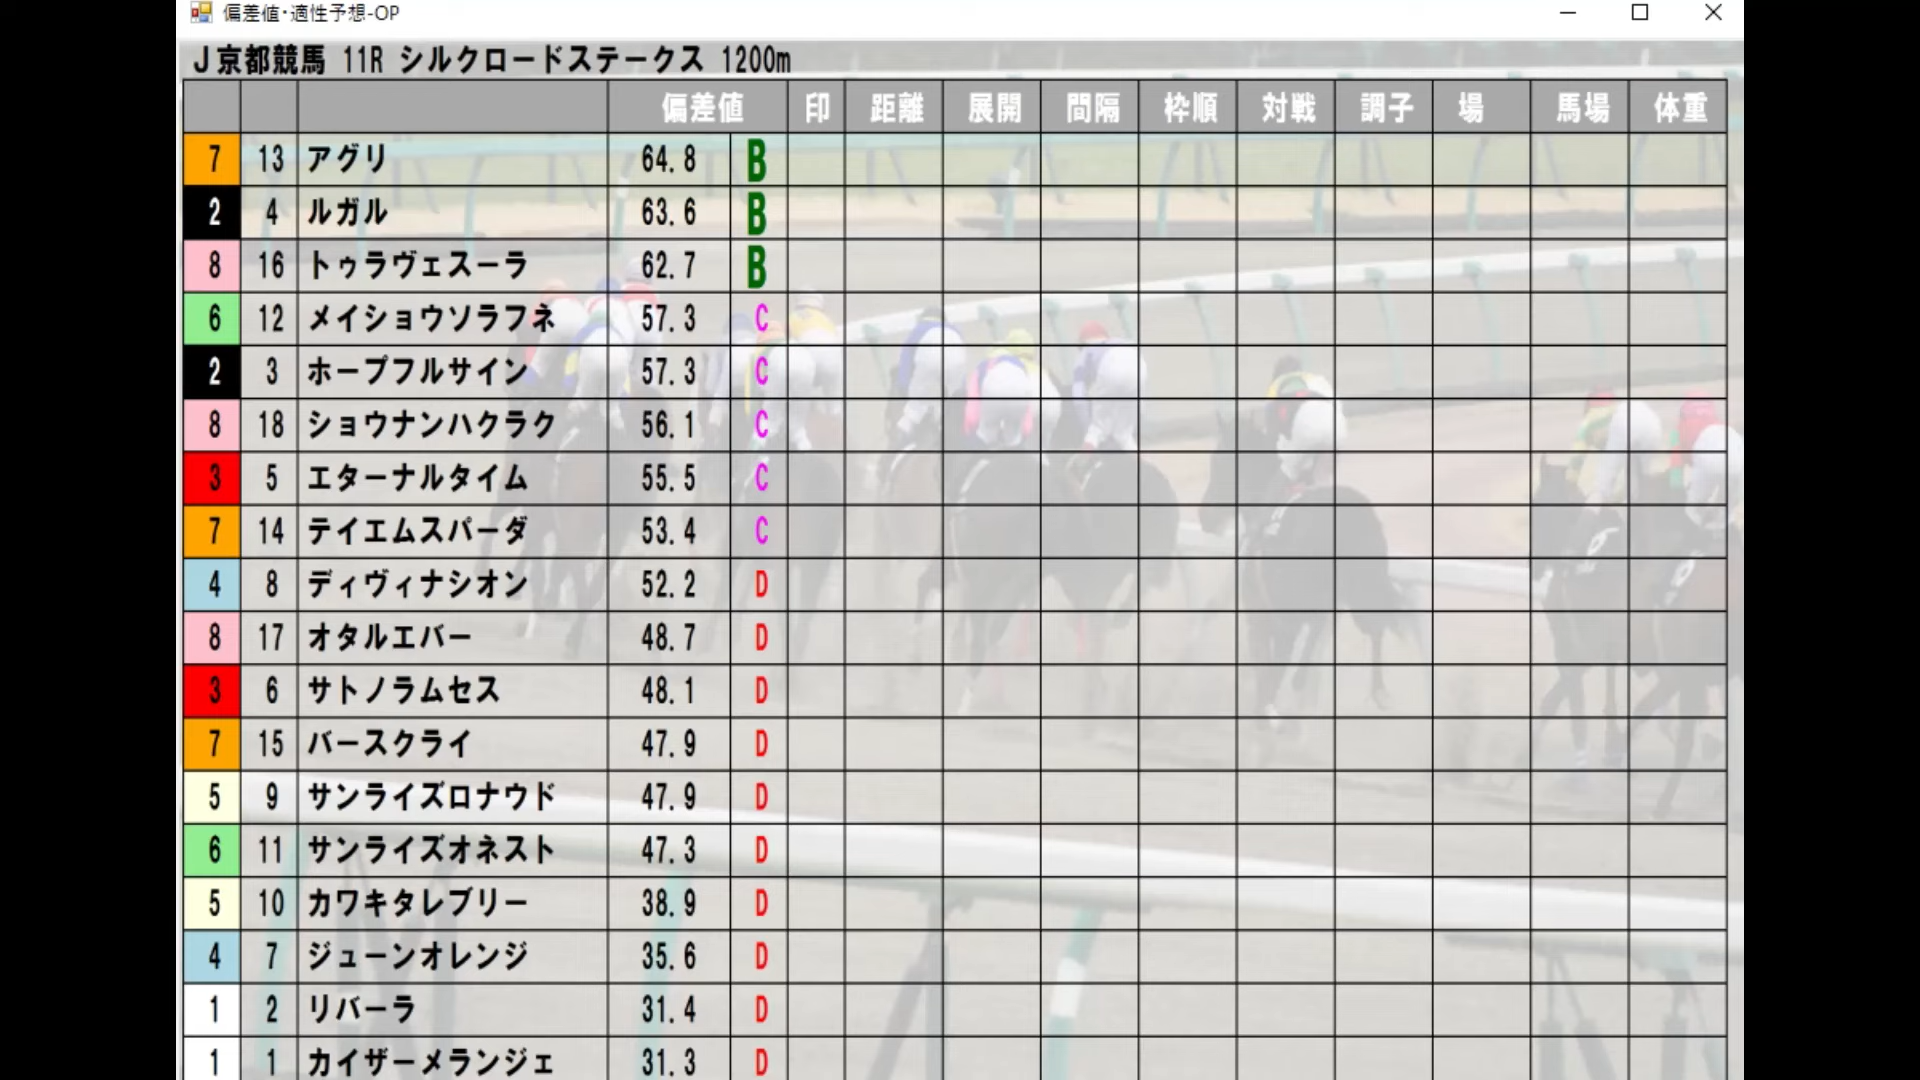 偏差値・適性予想-OP
J京都競馬 11R シルクロードステークス 1200m
偏差値 印 距離 展開 間隔 枠順 対戦 調子 場 馬場 体重
7 13 アグリ 64.8 B
2 4 ルガル 63.6 B
8 16 トゥラヴェスーラ 62.7 B
6 12 メイショウソラフネ 57.3 C
2 3 ホープフルサイン 57.3 C
8 18 ショウナンハクラク 56.1 C
3 5 エターナルタイム 55.5 C
7 14 テイエムスパーダ 53.4 C
4 8 ディヴィナシオン 52.2 D
8 17 オタルエバー 48.7 D
3 6 サトノラムセス 48.1 D
7 15 バースクライ 47.9 D
5 9 サンライズロナウド 47.9 D
6 11 サンライズオネスト 47.3 D
5 10 カワキタレブリー 38.9 D
4 7 ジューンオレンジ 35.6 D
1 2 リバーラ 31.4 D
1 1 カイザーメランジェ 31.3 D